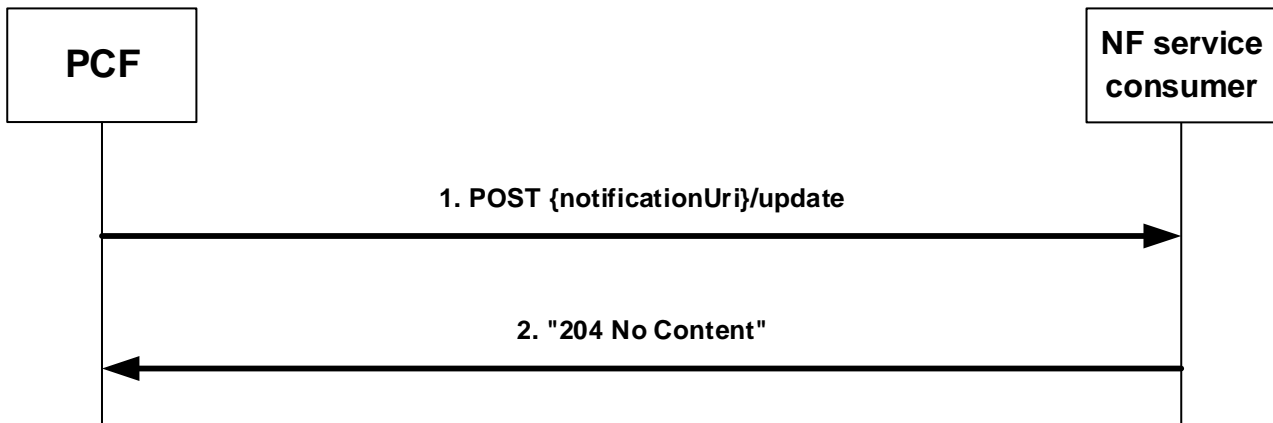 PCF
NF service
consumer
1. POST {notificationUri}/update
2. "204 No Content"